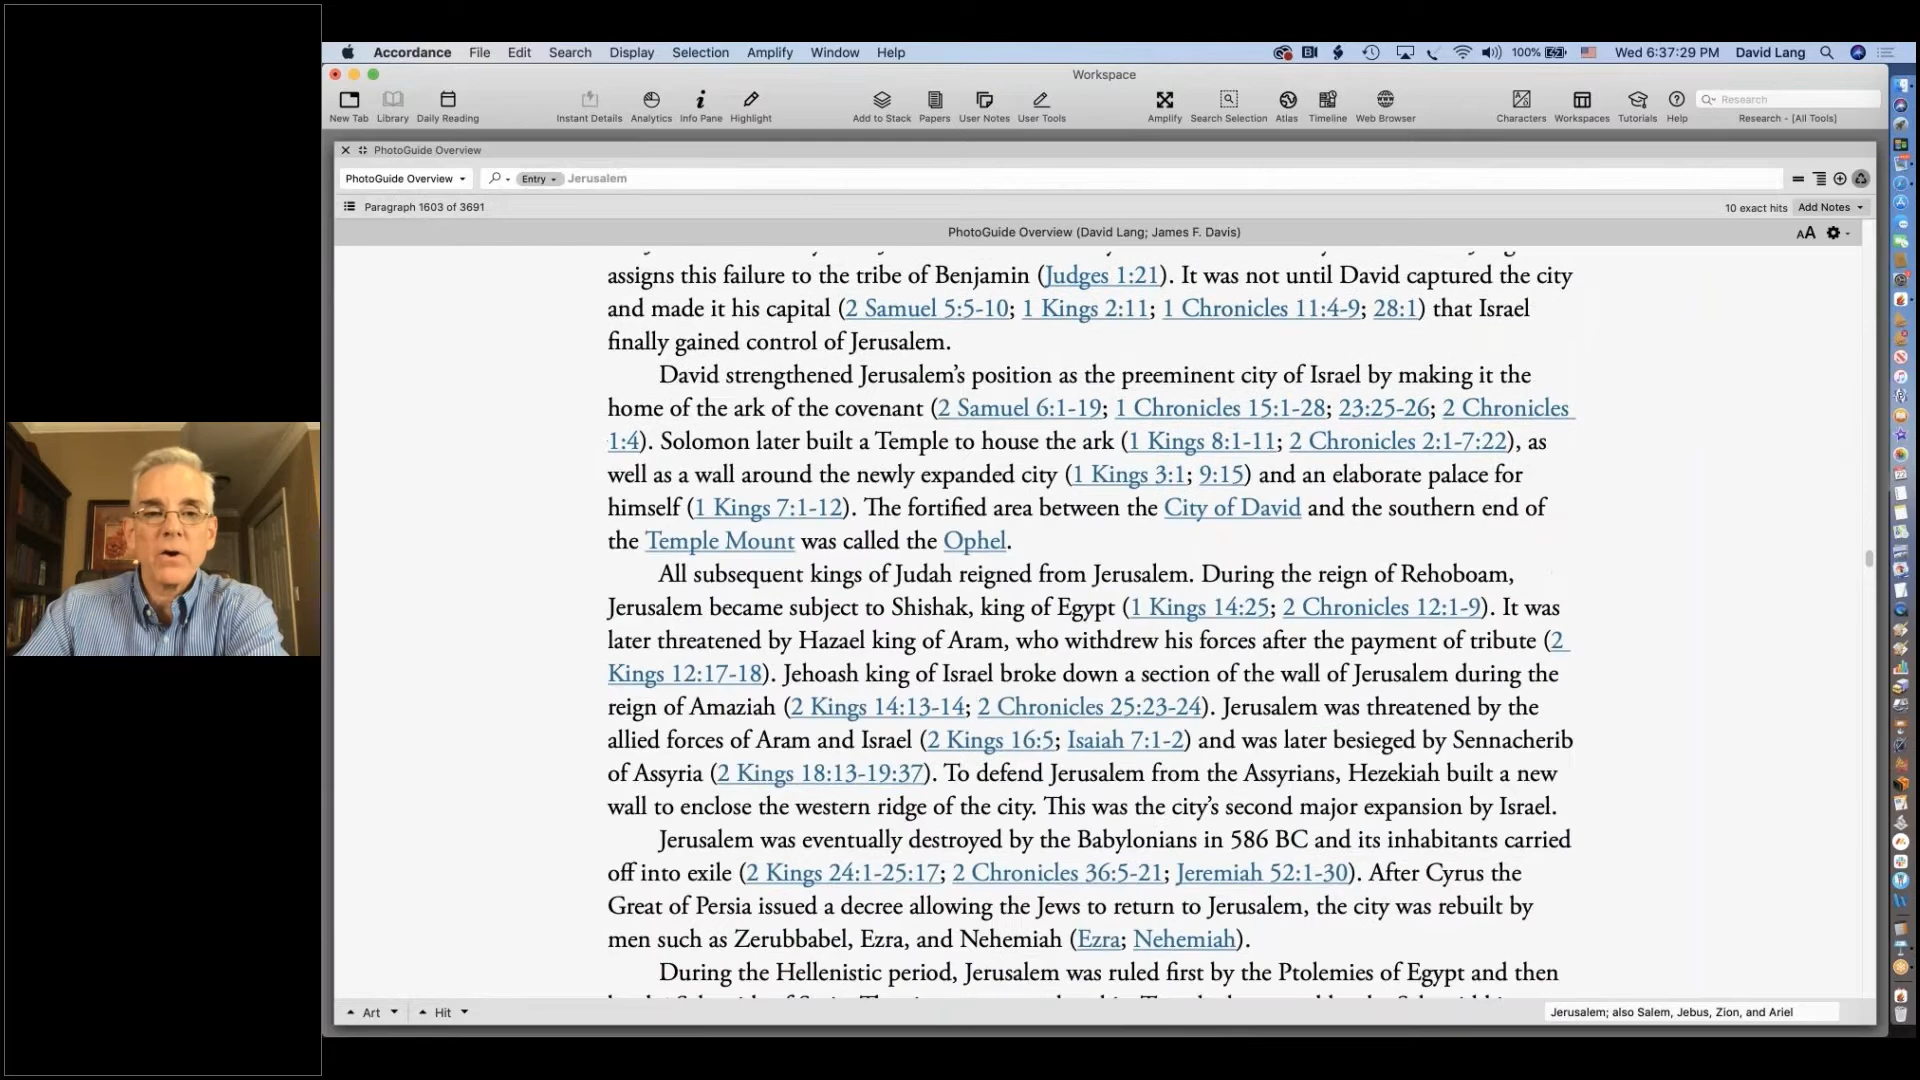 Accordance File Edit Search Display Selection Amplify Window Help 100% Wed 6:37:29 PM David Lang
Workspace
New Tab Library Daily Reading Instant Details Analytics Info Pane Highlight Add to Stack Papers User Notes User Tools Amplify Search Selection Atlas Timeline Web Browser Characters Workspaces Tutorials Help Research
Research - [All Tools]
PhotoGuide Overview
PhotoGuide Overview Entry Jerusalem
Paragraph 1603 of 3691 10 exact hits Add Notes
PhotoGuide Overview (David Lang; James F. Davis) AA
assigns this failure to the tribe of Benjamin (Judges 1:21). It was not until David captured the city
and made it his capital (2 Samuel 5:5-10; 1 Kings 2:11; 1 Chronicles 11:4-9; 28:1) that Israel
finally gained control of Jerusalem.
David strengthened Jerusalem’s position as the preeminent city of Israel by making it the
home of the ark of the covenant (2 Samuel 6:1-19; 1 Chronicles 15:1-28; 23:25-26; 2 Chronicles
1:4). Solomon later built a Temple to house the ark (1 Kings 8:1-11; 2 Chronicles 2:1-7:22), as
well as a wall around the newly expanded city (1 Kings 3:1; 9:15) and an elaborate palace for
himself (1 Kings 7:1-12). The fortified area between the City of David and the southern end of
the Temple Mount was called the Ophel.
All subsequent kings of Judah reigned from Jerusalem. During the reign of Rehoboam,
Jerusalem became subject to Shishak, king of Egypt (1 Kings 14:25; 2 Chronicles 12:1-9). It was
later threatened by Hazael king of Aram, who withdrew his forces after the payment of tribute (2
Kings 12:17-18). Jehoash king of Israel broke down a section of the wall of Jerusalem during the
reign of Amaziah (2 Kings 14:13-14; 2 Chronicles 25:23-24). Jerusalem was threatened by the
allied forces of Aram and Israel (2 Kings 16:5; Isaiah 7:1-2) and was later besieged by Sennacherib
of Assyria (2 Kings 18:13-19:37). To defend Jerusalem from the Assyrians, Hezekiah built a new
wall to enclose the western ridge of the city. This was the city’s second major expansion by Israel.
Jerusalem was eventually destroyed by the Babylonians in 586 BC and its inhabitants carried
off into exile (2 Kings 24:1-25:17; 2 Chronicles 36:5-21; Jeremiah 52:1-30). After Cyrus the
Great of Persia issued a decree allowing the Jews to return to Jerusalem, the city was rebuilt by
men such as Zerubbabel, Ezra, and Nehemiah (Ezra; Nehemiah).
During the Hellenistic period, Jerusalem was ruled first by the Ptolemies of Egypt and then
Art Hit Jerusalem; also Salem, Jebus, Zion, and Ariel